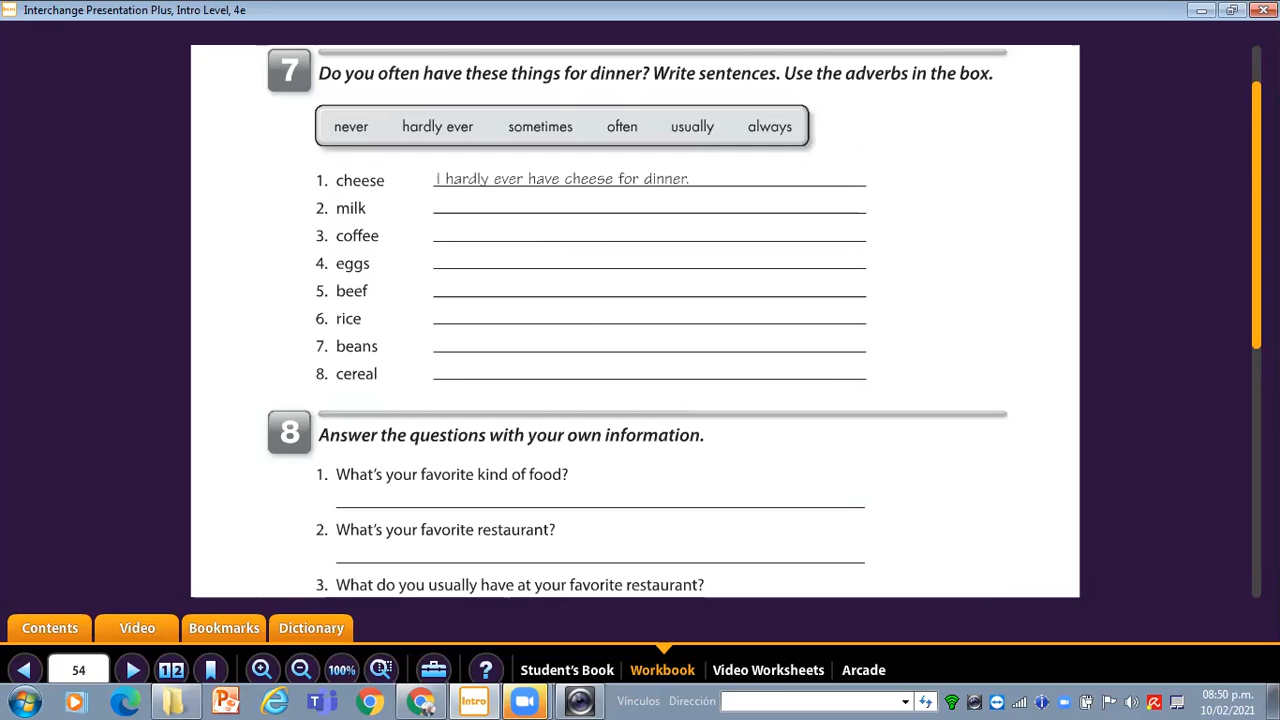 Interchange Presentation Plus, Intro Level, 4e
7 Do you often have these things for dinner? Write sentences. Use the adverbs in the box.
never hardly ever sometimes often usually always
1. cheese I hardly ever have cheese for dinner.
2. milk
3. coffee
4. eggs
5. beef
6. rice
7. beans
8. cereal
8 Answer the questions with your own information.
1. What's your favorite kind of food?
2. What's your favorite restaurant?
3. What do you usually have at your favorite restaurant?
Contents Video Bookmarks Dictionary
54 12 100% ? Student's Book Workbook Video Worksheets Arcade
Intro Vínculos Dirección 08:50 p.m.
10/02/2021